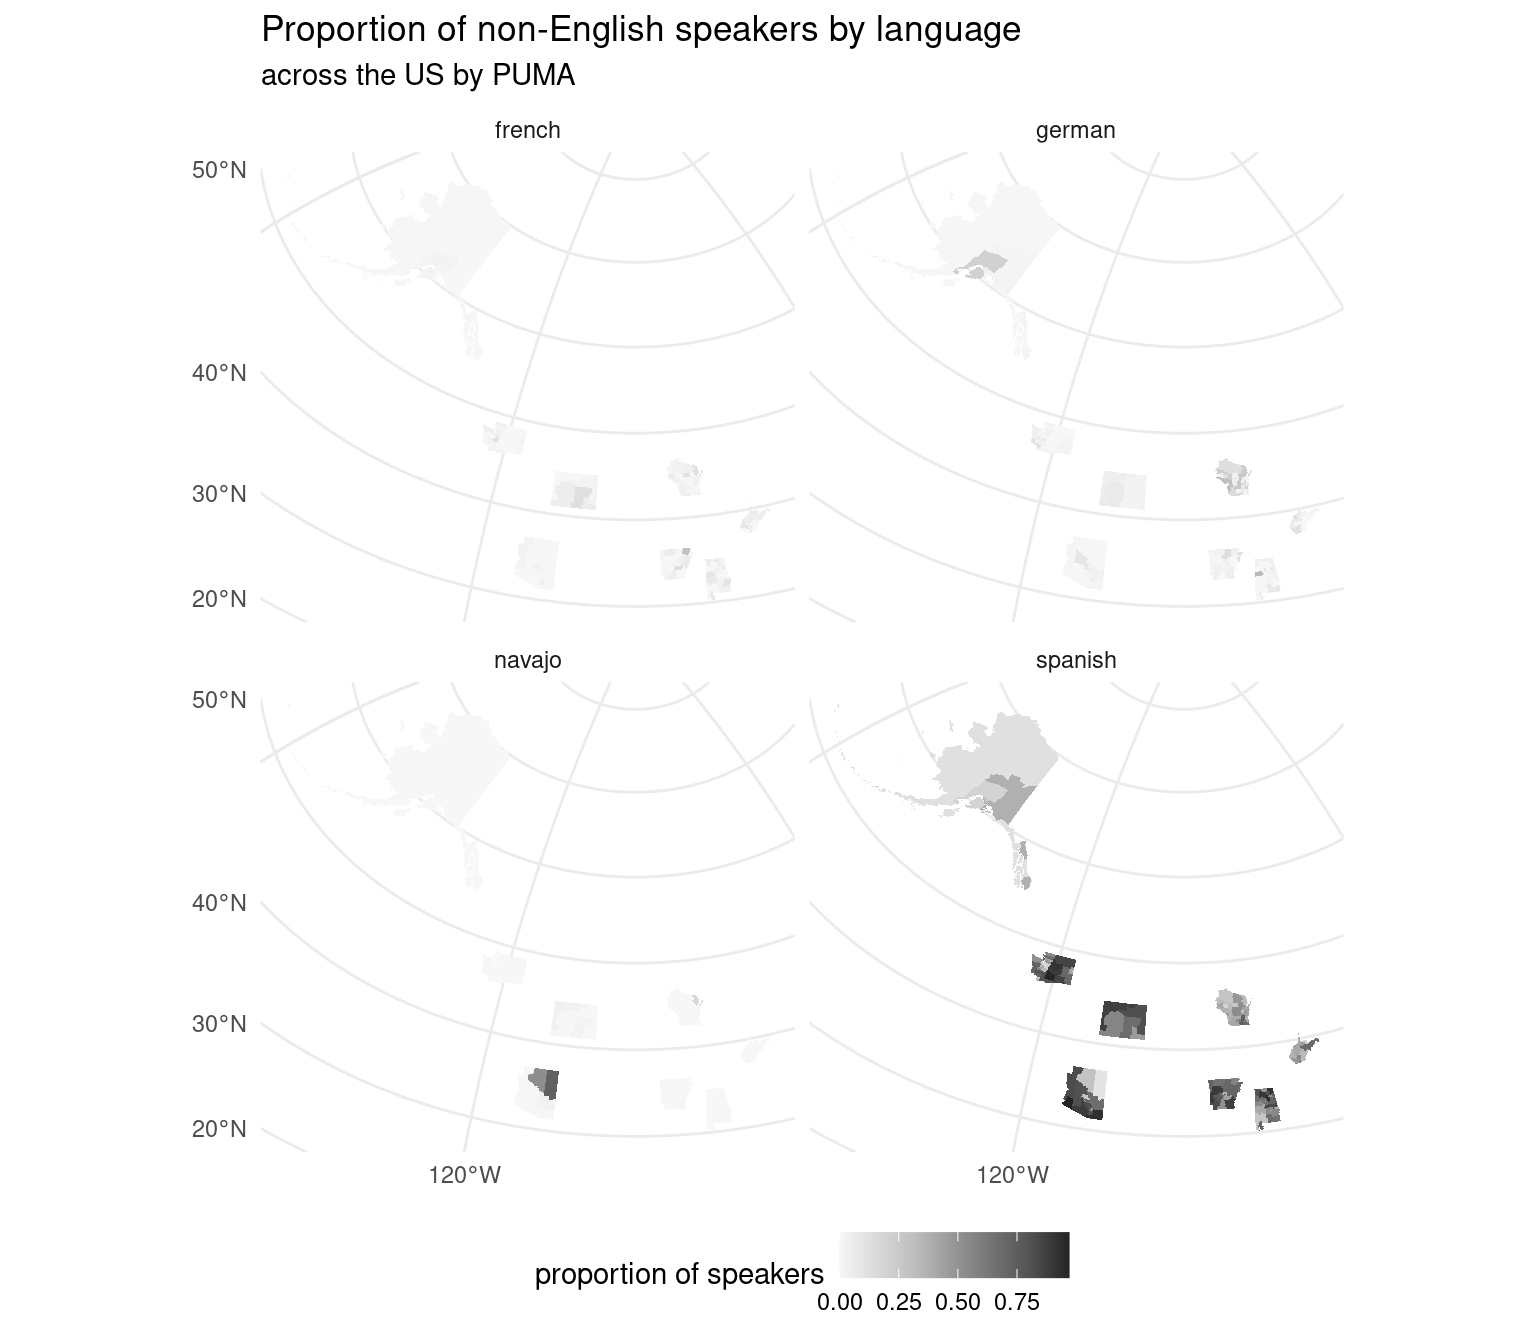 Proportion of non-English speakers by language
across the US by PUMA
french
german
50°N
40°N
30°N
20°N
navajo
spanish
50°N
40°N
30°N
20°N
120°W
120°W
proportion of speakers
0.00 0.25 0.50 0.75